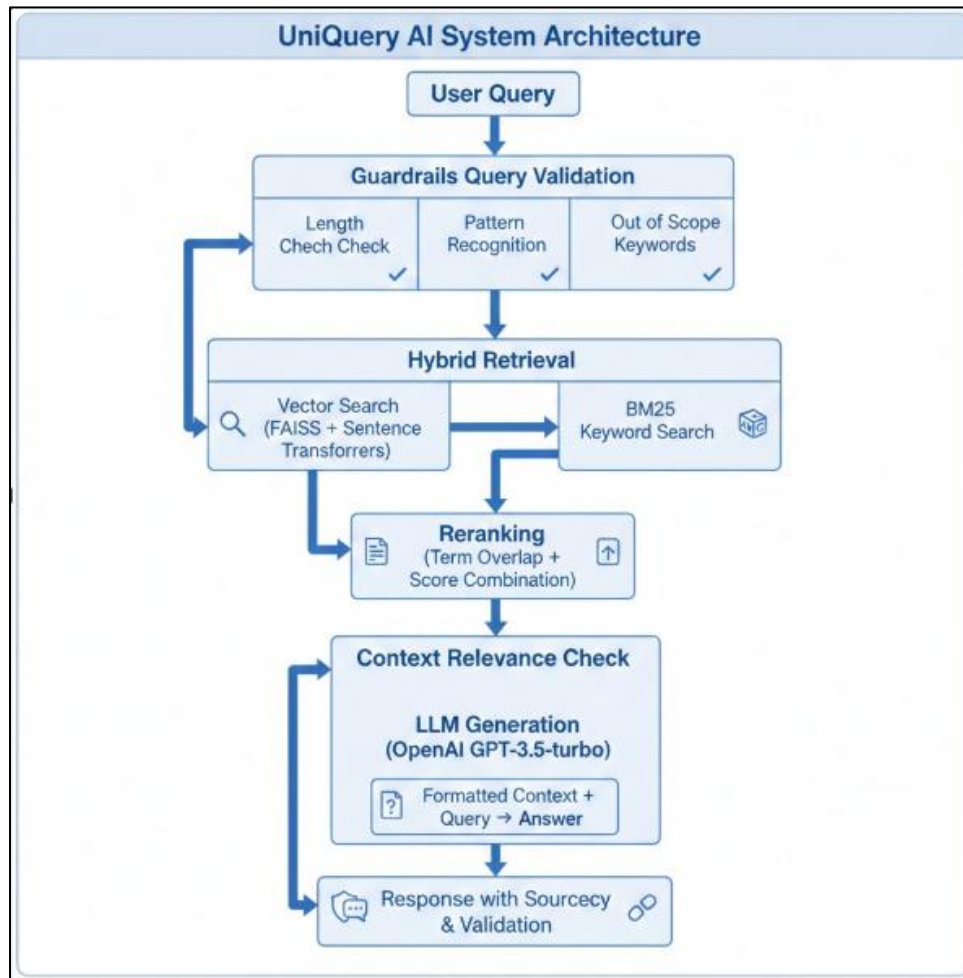 UniQuery AI System Architecture
User Query
Guardrails Query Validation
Length
Chech Check
Pattern
Recognition
Out of Scope
Keywords
Hybrid Retrieval
Vector Search
(FAISS + Sentence
Transforrers)
BM25
Keyword Search
Reranking
(Term Overlap +
Score Combination)
Context Relevance Check
LLM Generation
(OpenAI GPT-3.5-turbo)
Formatted Context +
Query → Answer
Response with Sourcecy
& Validation